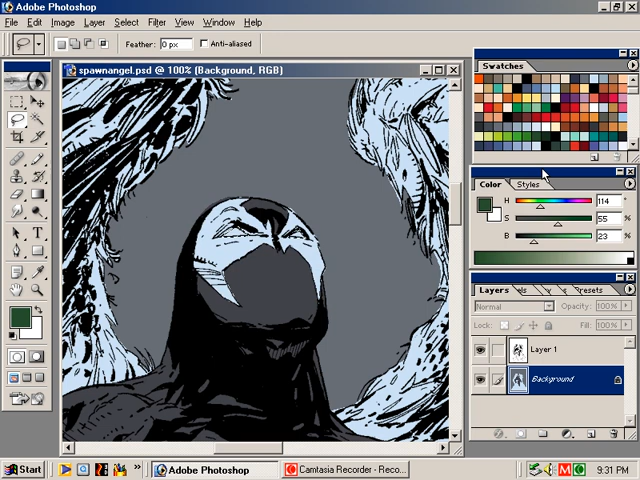 Adobe Photoshop
File Edit Image Layer Select Filter View Window Help
Feather: 0 px Anti-aliased
spawnangel.psd @ 100% (Background, RGB)
Swatches
Color Styles
H 114 °
S 55 %
B 23 %
Layers resets
Normal Opacity: 100%
Lock: Fill: 100%
Layer 1
Background
Start Adobe Photoshop Camtasia Recorder - Reco... 9:31 PM